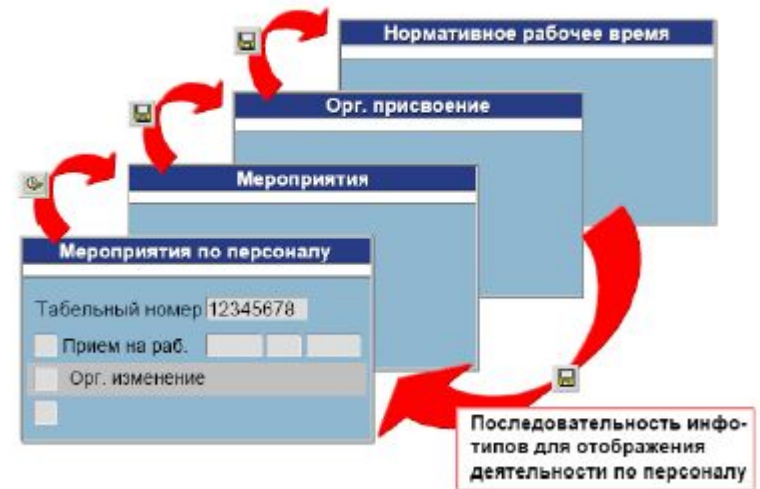 Нормативное рабочее время
Орг. присвоение
Мероприятия
Мероприятия по персоналу
Табельный номер 12345678
Прием на раб.
Орг. изменение
Последовательность инфо-
типов для отображения
деятельности по персоналу